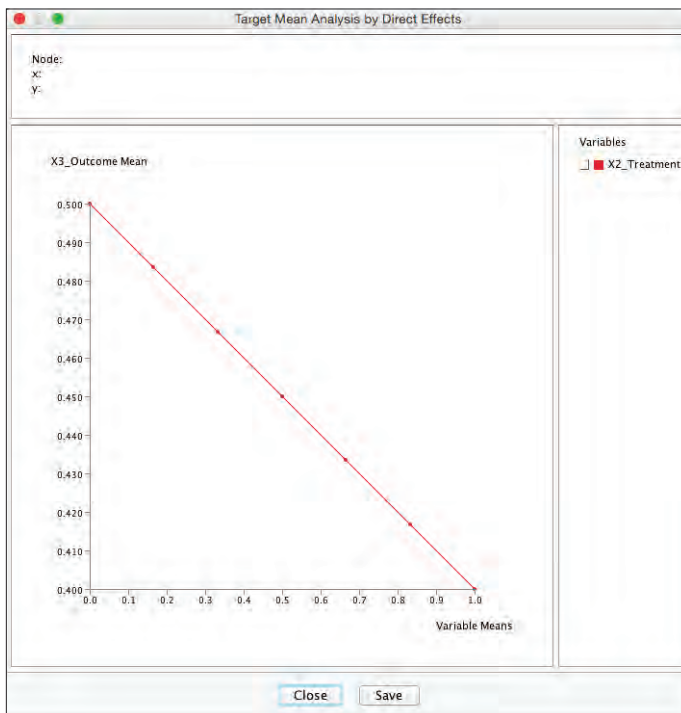 Target Mean Analysis by Direct Effects
Node:
x:
y:
X3_Outcome Mean
0.500
0.490
0.480
0.470
0.460
0.450
0.440
0.430
0.420
0.410
0.400
0.0 0.1 0.2 0.3 0.4 0.5 0.6 0.7 0.8 0.9 1.0
Variable Means
Variables
X2_Treatment
Close Save